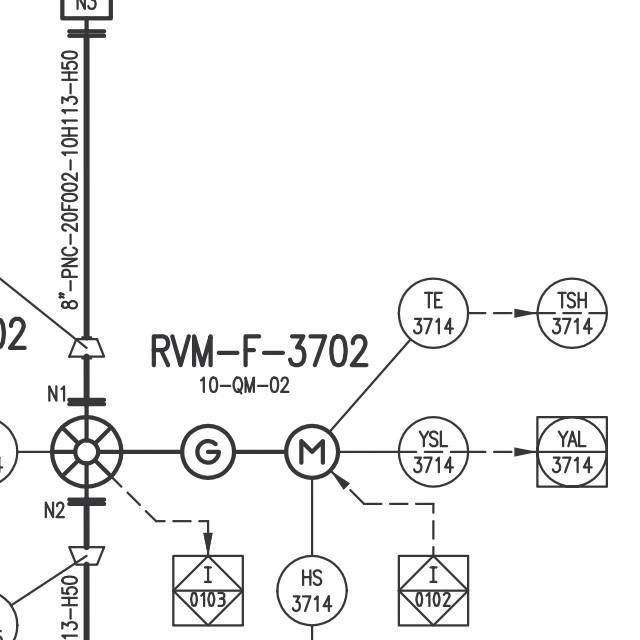 N3
8"-PNC-20F002-10H113-H50
02
RVM-F-3702
10-QM-02
TE
3714
TSH
3714
N1
G
M
YSL
3714
YAL
3714
4
N2
I
0103
HS
3714
I
0102
13-H50